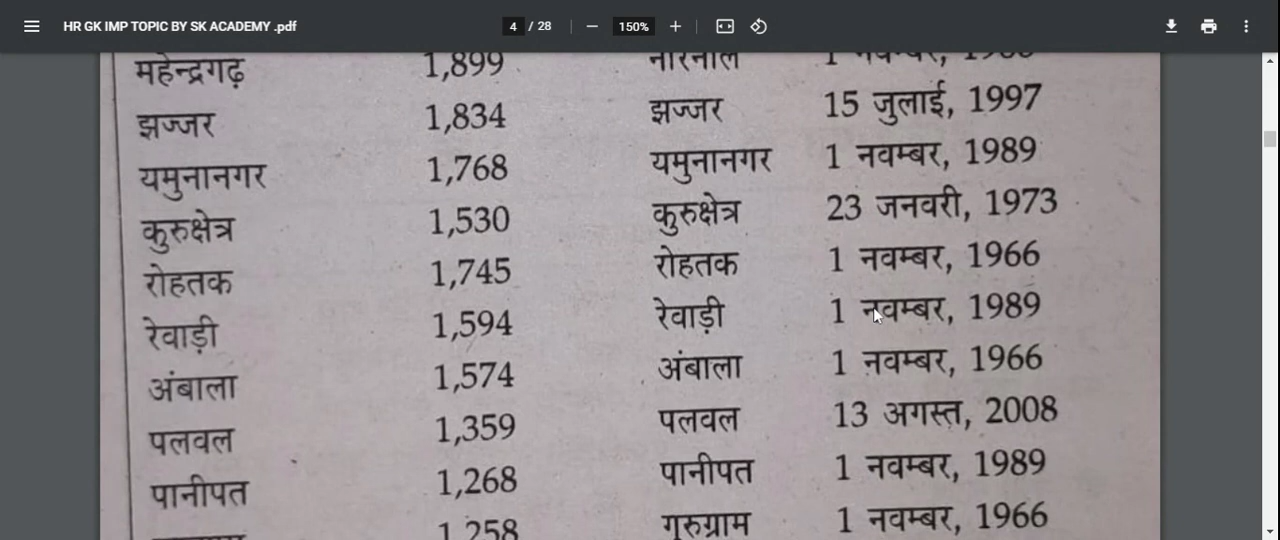 HR GK IMP TOPIC BY SK ACADEMY .pdf 4 / 28 150%
महेन्द्रगढ़ 1,899 नारनौल 1 नवम्बर,
झज्जर 1,834 झज्जर 15 जुलाई, 1997
यमुनानगर 1,768 यमुनानगर 1 नवम्बर, 1989
कुरुक्षेत्र 1,530 कुरुक्षेत्र 23 जनवरी, 1973
रोहतक 1,745 रोहतक 1 नवम्बर, 1966
रेवाड़ी 1,594 रेवाड़ी 1 नवम्बर, 1989
अंबाला 1,574 अंबाला 1 नवम्बर, 1966
पलवल 1,359 पलवल 13 अगस्त, 2008
पानीपत 1,268 पानीपत 1 नवम्बर, 1989
1,258 गुरुग्राम 1 नवम्बर, 1966